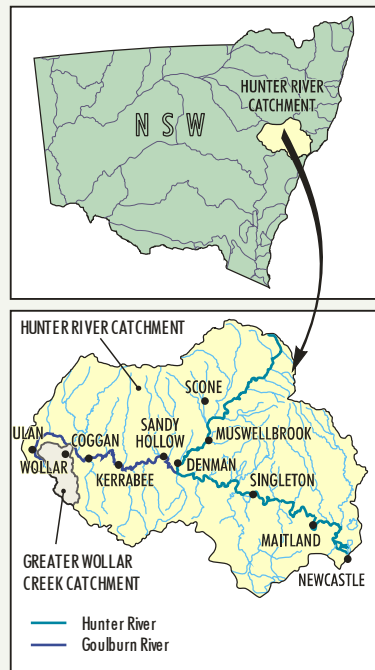 HUNTER RIVER
CATCHMENT
N S W
HUNTER RIVER CATCHMENT
SCONE
MUSWELLBROOK
SANDY
HOLLOW
ULAN
COGGAN
WOLLAR
DENMAN
KERRABEE
SINGLETON
MAITLAND
GREATER WOLLAR
CREEK CATCHMENT
NEWCASTLE
Hunter River
Goulburn River